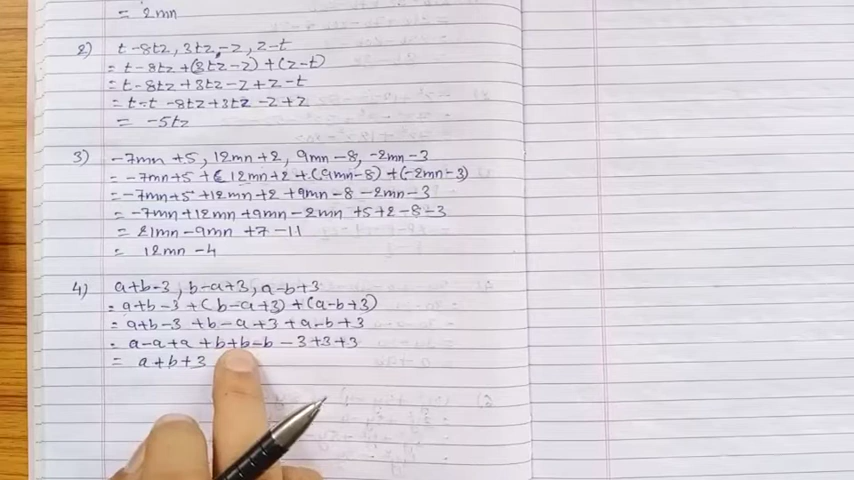 = 2mn
2) t-8tz, 3tz-z, z-t
= t-8tz+(3tz-z)+(z-t)
= t-8tz+3tz-z+z-t
= t-t-8tz+3tz-z+z
= -5tz
3) -7mn+5, 12mn+2, 9mn-8, -2mn-3
= -7mn+5+(12mn+2+(9mn-8)+(-2mn-3)
= -7mn+5+12mn+2+9mn-8-2mn-3
= -7mn+12mn+9mn-2mn+5+2-8-3
= 21mn-9mn+7-11
= 12mn-4
4) a+b-3, b-a+3, a-b+3
= a+b-3+(b-a+3)+(a-b+3)
= a+b-3+b-a+3+a-b+3
= a-a+a+b+b-b-3+3+3
= a+b+3